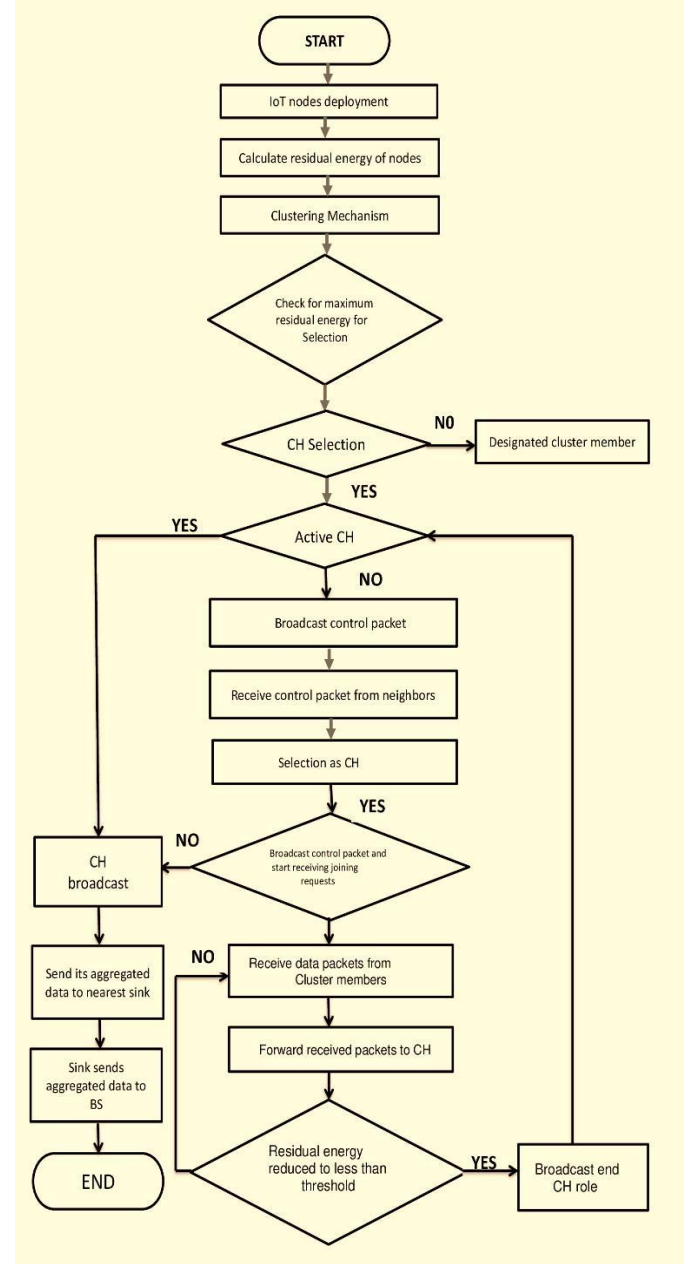 START
IoT nodes deployment
Calculate residual energy of nodes
Clustering Mechanism
Check for maximum
residual energy for
Selection
CH Selection
N0
Designated cluster member
YES
YES
Active CH
NO
Broadcast control packet
Receive control packet from neighbors
Selection as CH
YES
NO
Broadcast control packet and
start receiving joining
requests
CH
broadcast
Send its aggregated
data to nearest sink
Sink sends
aggregated data to
BS
END
NO
Receive data packets from
Cluster members
Forward received packets to CH
Residual energy
reduced to less than
threshold
YES
Broadcast end
CH role